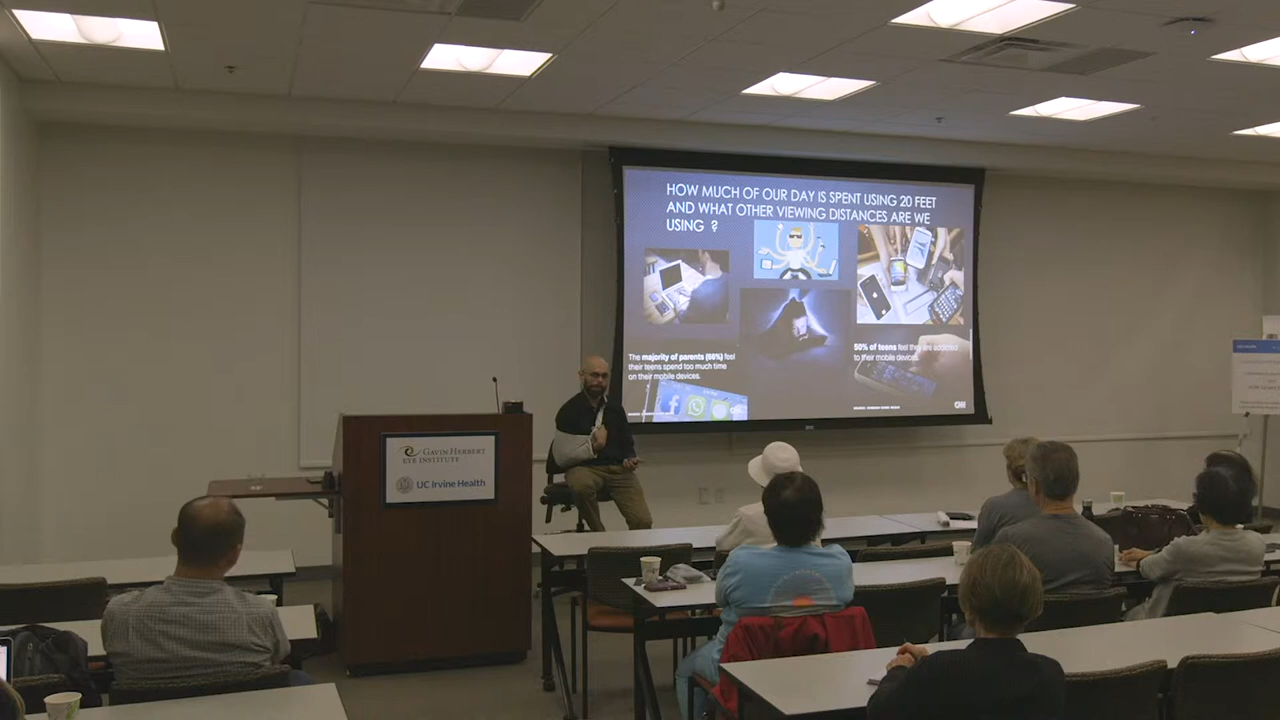 HOW MUCH OF OUR DAY IS SPENT USING 20 FEET
AND WHAT OTHER VIEWING DISTANCES ARE WE
USING ?
The majority of parents (66%) feel
their teens spend too much time
on their mobile devices.
50% of teens feel they are addicted
to their mobile devices.
CNN
GAVIN HERBERT
EYE INSTITUTE
UC Irvine Health